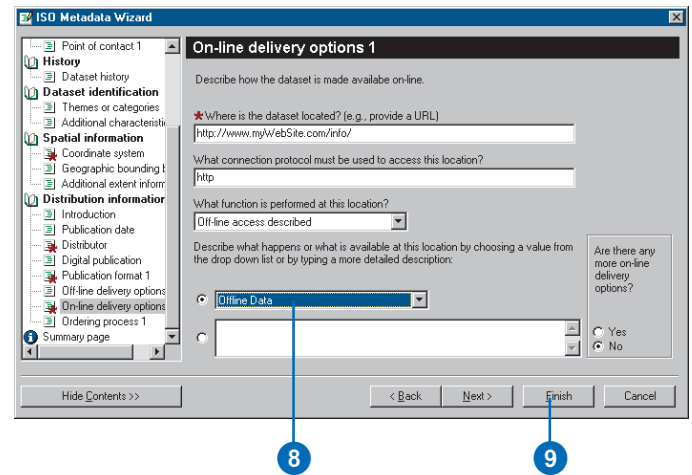 ISO Metadata Wizard
Point of contact 1
History
Dataset history
Dataset identification
Themes or categories
Additional characteristi
Spatial information
Coordinate system
Geographic bounding b
Additional extent inform
Distribution information
Introduction
Publication date
Distributor
Digital publication
Publication format 1
Off-line delivery options
On-line delivery options
Ordering process 1
Summary page
On-line delivery options 1
Describe how the dataset is made availabe on-line.
*Where is the dataset located? (e.g., provide a URL)
http://www.myWebSite.com/info/
What connection protocol must be used to access this location?
http
What function is performed at this location?
Off-line access described
Describe what happens or what is available at this location by choosing a value from
the drop down list or by typing a more detailed description:
Offline Data
Are there any
more on-line
delivery
options?
Yes
No
Hide Contents >>
< Back
Next >
Finish
Cancel
8
9